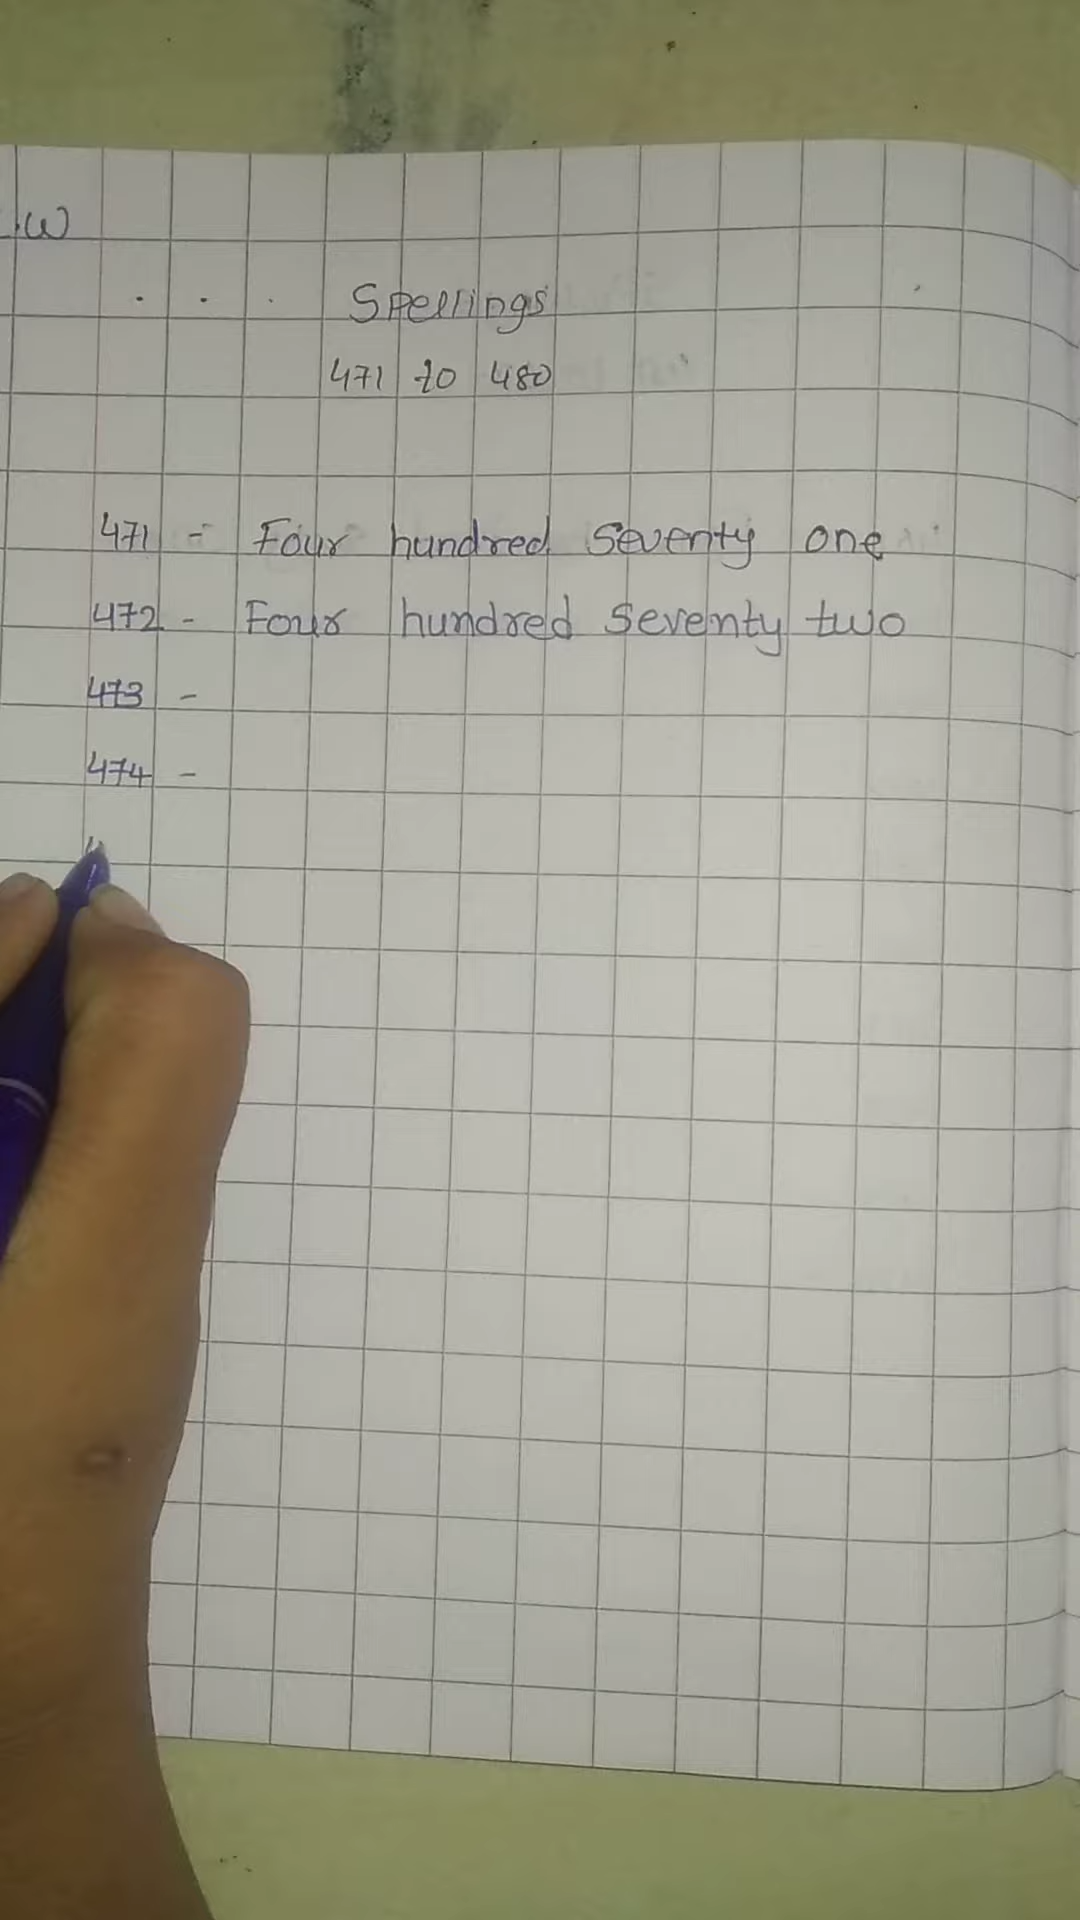 .w
Spellings
471 to 480
471 - Four hundred seventy one
472 - Four hundred seventy two
473 -
474 -